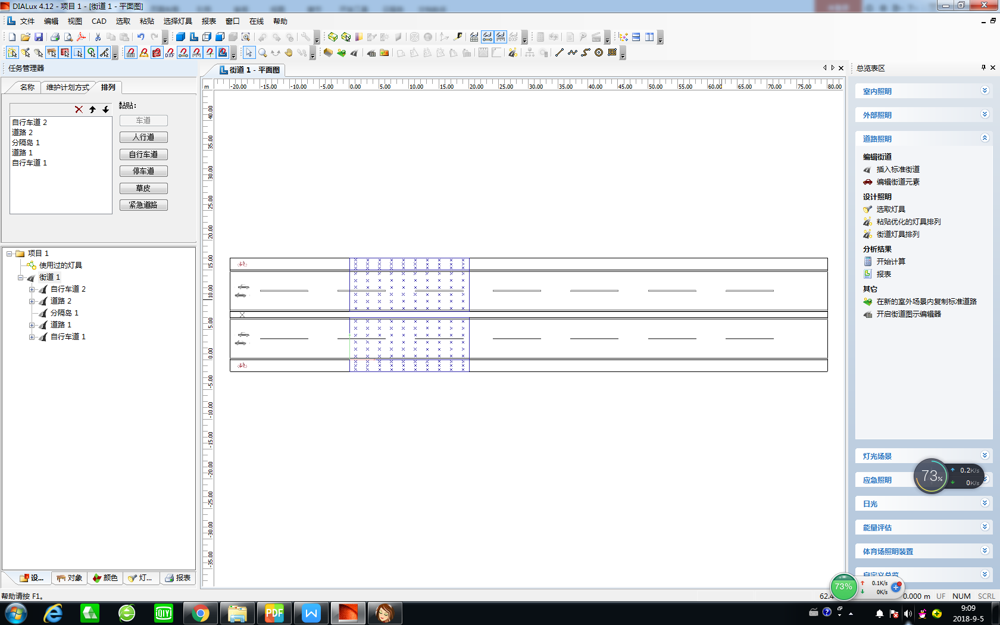 DIALux 4.12 - 项目 1 - [街道 1 - 平面图]
文件 编辑 视图 CAD 选取 粘贴 选择灯具 报表 窗口 在线 帮助
任务管理器
名称 维护计划方式 排列
黏贴:
自行车道 2
道路 2
分隔岛 1
道路 1
自行车道 1
车道
人行道
自行车道
停车道
草皮
紧急道路
项目 1
使用过的灯具
街道 1
自行车道 2
道路 2
分隔岛 1
道路 1
自行车道 1
设... 对象 颜色 灯... 报表
帮助请按 F1。
街道 1 - 平面图
m -20.00 -15.00 -10.00 -5.00 0.00 5.00 10.00 15.00 20.00 25.00 30.00 35.00 40.00 45.00 50.00 55.00 60.00 65.00 70.00 75.00 80.00
40.00
35.00
30.00
25.00
20.00
15.00
10.00
5.00
0.00
-5.00
-10.00
-15.00
-20.00
-25.00
-30.00
-35.00
DXF
DXF
总览表区
室内照明
外部照明
道路照明
编辑街道
插入标准街道
编辑街道元素
设计照明
选取灯具
粘贴优化的灯具排列
街道灯具排列
分析结果
开始计算
报表
其它
在新的室外场景内复制标准道路
开启街道图示编辑器
灯光场景
应急照明
日光
能量评估
体育场照明装置
自定义总览
73%
0.2K/s
0K/s
73%
0.1K/s
0K/s
62.4
0.000 m UF NUM SCRL
iQIYI
PDF
W
9:09
2018-9-5